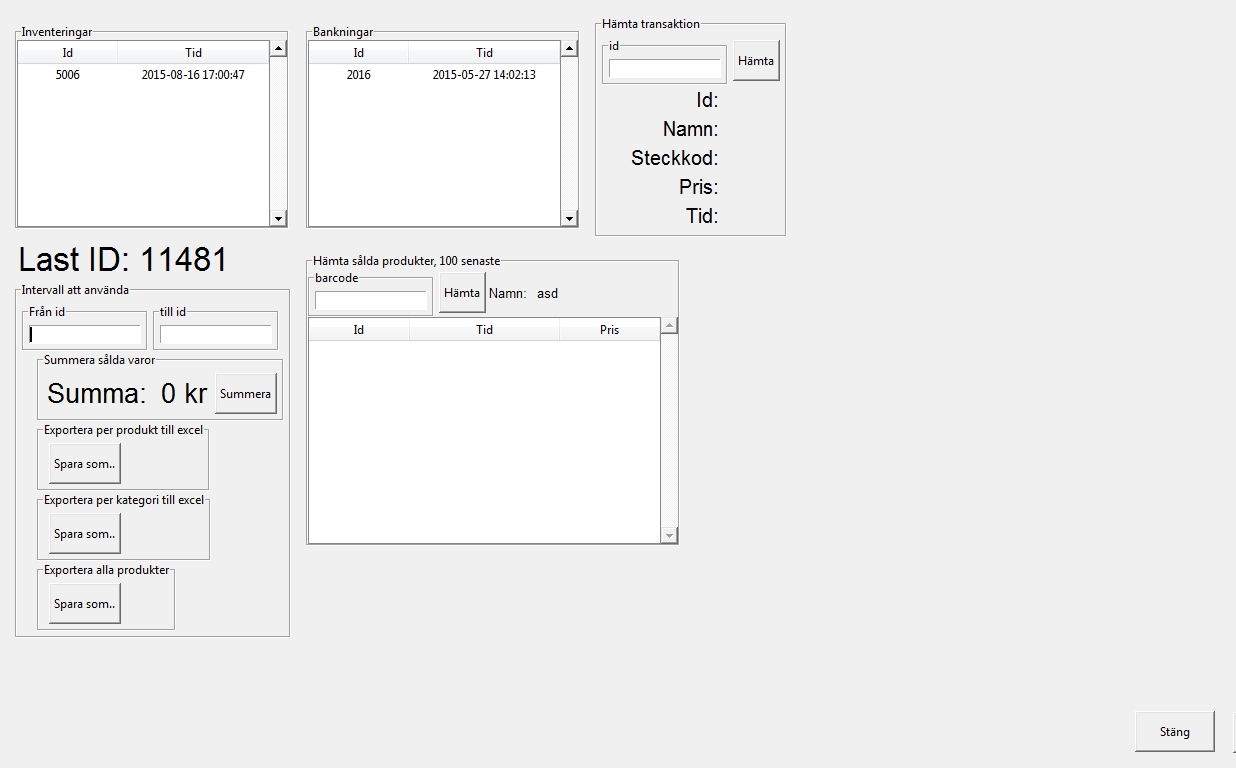 Inventeringar
Id Tid
5006 2015-08-16 17:00:47
Bankningar
Id Tid
2016 2015-05-27 14:02:13
Hämta transaktion
id
Hämta
Id:
Namn:
Steckkod:
Pris:
Tid:
Last ID: 11481
Intervall att använda
Från id
till id
Summera sålda varor
Summa: 0 kr Summera
Exportera per produkt till excel
Spara som..
Exportera per kategori till excel
Spara som..
Exportera alla produkter
Spara som..
Hämta sålda produkter, 100 senaste
barcode
Hämta Namn: asd
Id Tid Pris
Stäng